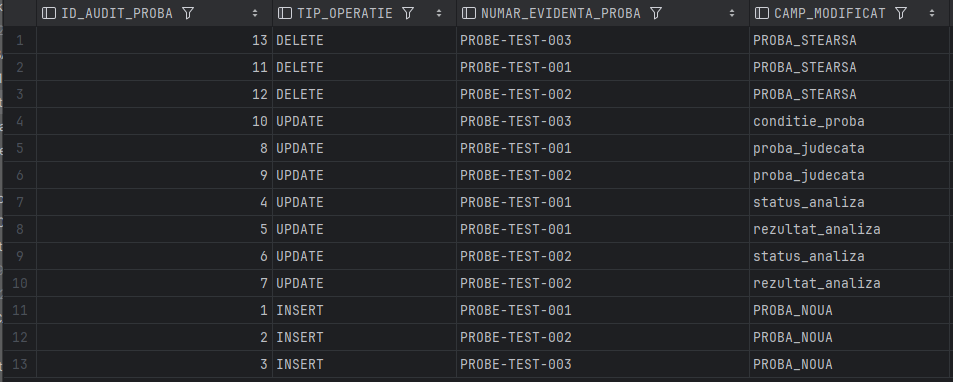 ID_AUDIT_PROBA TIP_OPERATIE NUMAR_EVIDENTA_PROBA CAMP_MODIFICAT
1 13 DELETE PROBE-TEST-003 PROBA_STEARSA
2 11 DELETE PROBE-TEST-001 PROBA_STEARSA
3 12 DELETE PROBE-TEST-002 PROBA_STEARSA
4 10 UPDATE PROBE-TEST-003 conditie_proba
5 8 UPDATE PROBE-TEST-001 proba_judecata
6 9 UPDATE PROBE-TEST-002 proba_judecata
7 4 UPDATE PROBE-TEST-001 status_analiza
8 5 UPDATE PROBE-TEST-001 rezultat_analiza
9 6 UPDATE PROBE-TEST-002 status_analiza
10 7 UPDATE PROBE-TEST-002 rezultat_analiza
11 1 INSERT PROBE-TEST-001 PROBA_NOUA
12 2 INSERT PROBE-TEST-002 PROBA_NOUA
13 3 INSERT PROBE-TEST-003 PROBA_NOUA